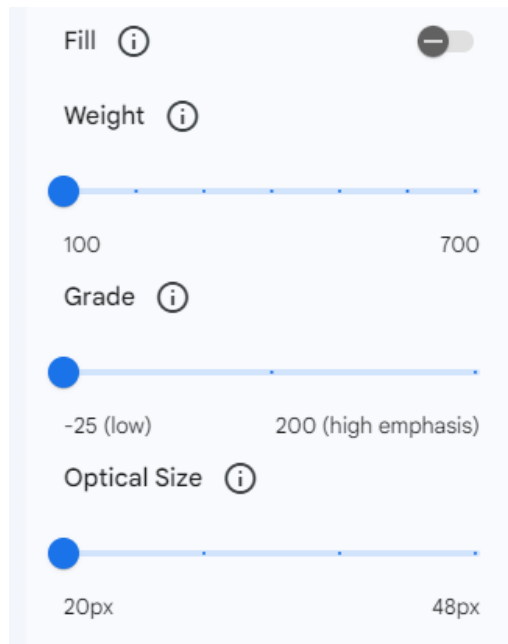 Fill
Weight
100 700
Grade
-25 (low) 200 (high emphasis)
Optical Size
20px 48px